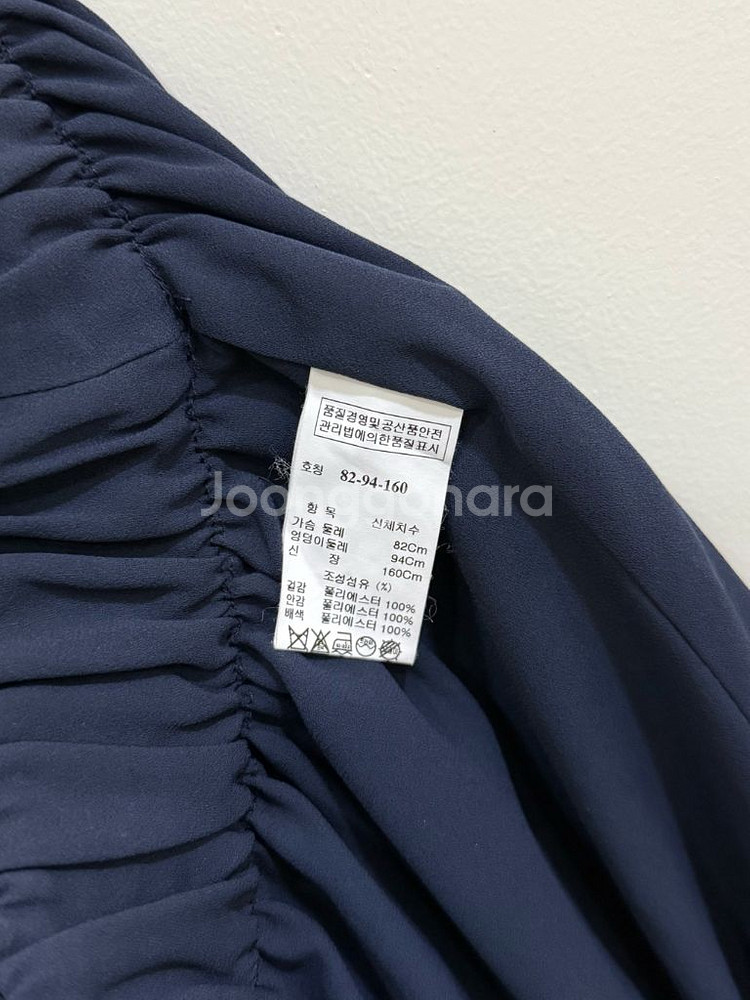 품질경영및공산품안전
관리법에의한품질표시
호칭 82-94-160
항 목 신체치수
가슴 둘레 82Cm
엉덩이둘레 94Cm
신 장 160Cm
조성섬유 (%)
겉감 폴리에스터 100%
안감 폴리에스터 100%
배색 폴리에스터 100%
Joonggonara